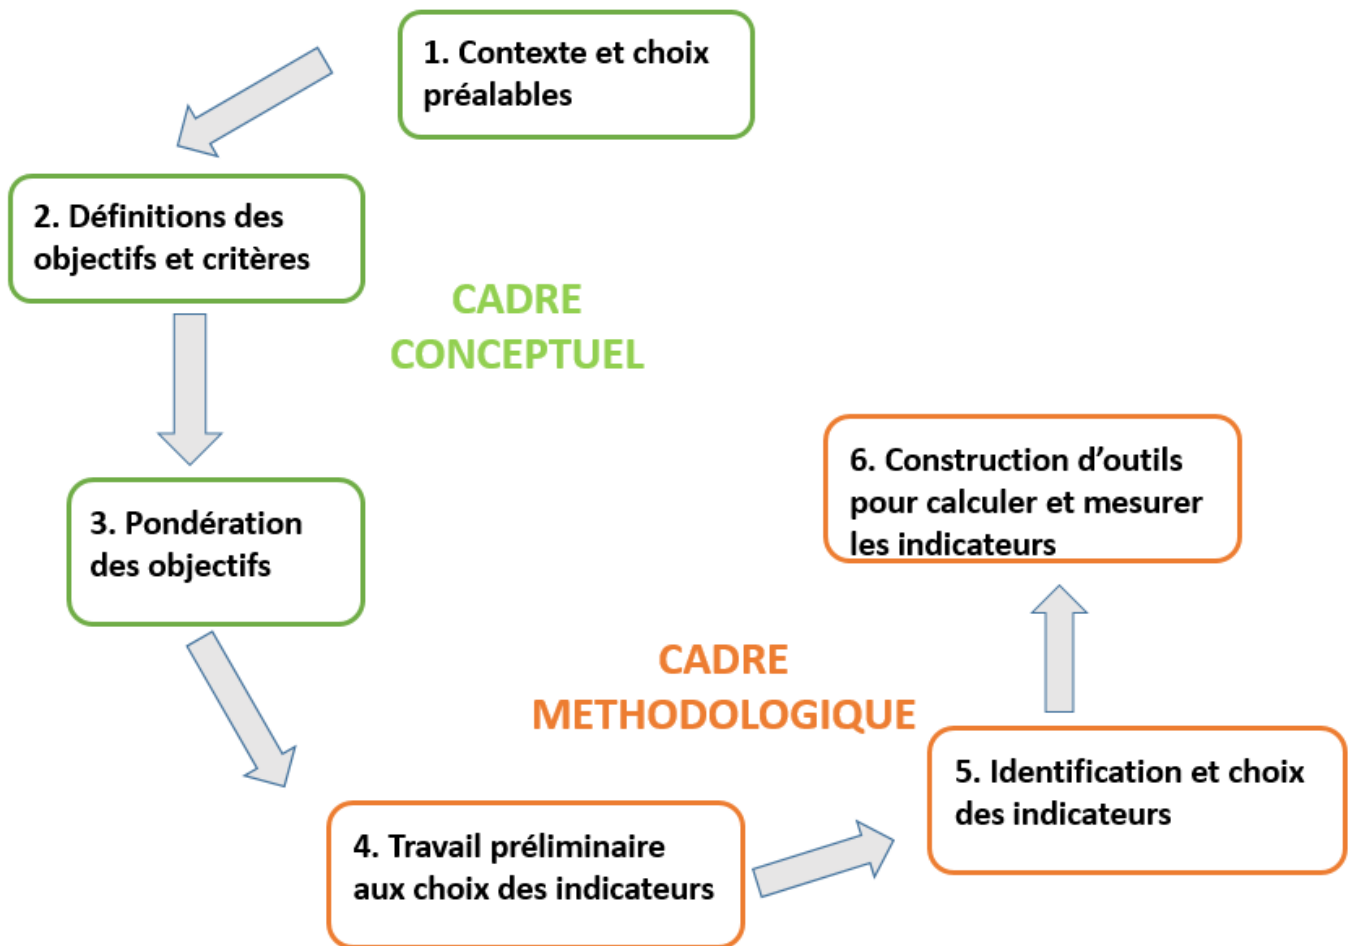 1. Contexte et choix
préalables
2. Définitions des
objectifs et critères
CADRE
CONCEPTUEL
3. Pondération
des objectifs
6. Construction d’outils
pour calculer et mesurer
les indicateurs
CADRE
METHODOLOGIQUE
5. Identification et choix
des indicateurs
4. Travail préliminaire
aux choix des indicateurs